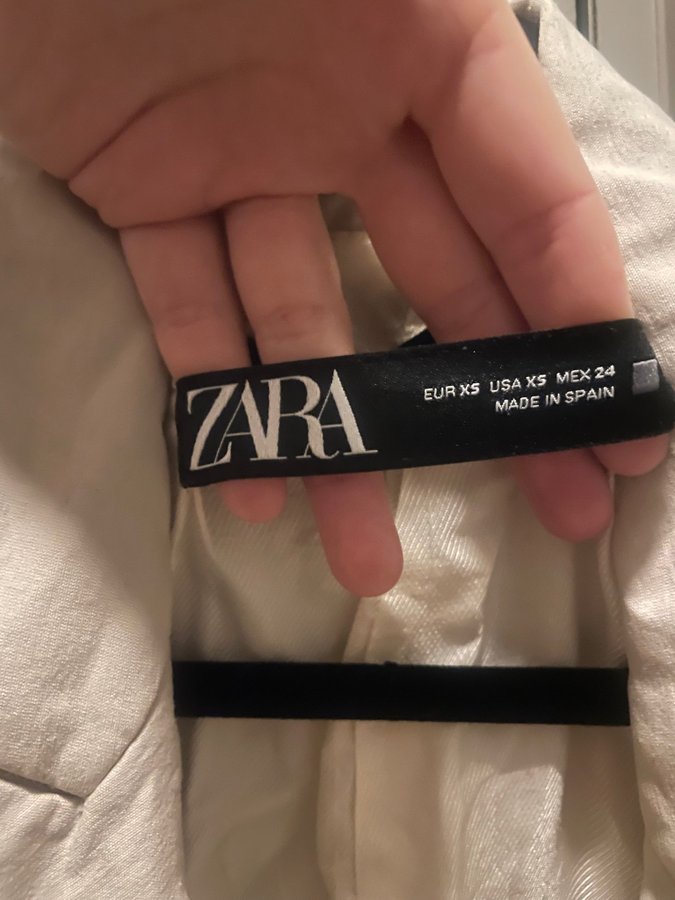 ZARA
EUR XS USA XS MEX 24
MADE IN SPAIN